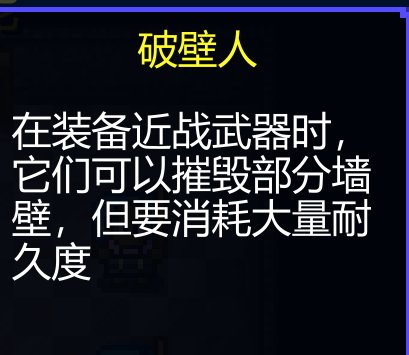 破壁人
在装备近战武器时，
它们可以摧毁部分墙
壁，但要消耗大量耐
久度